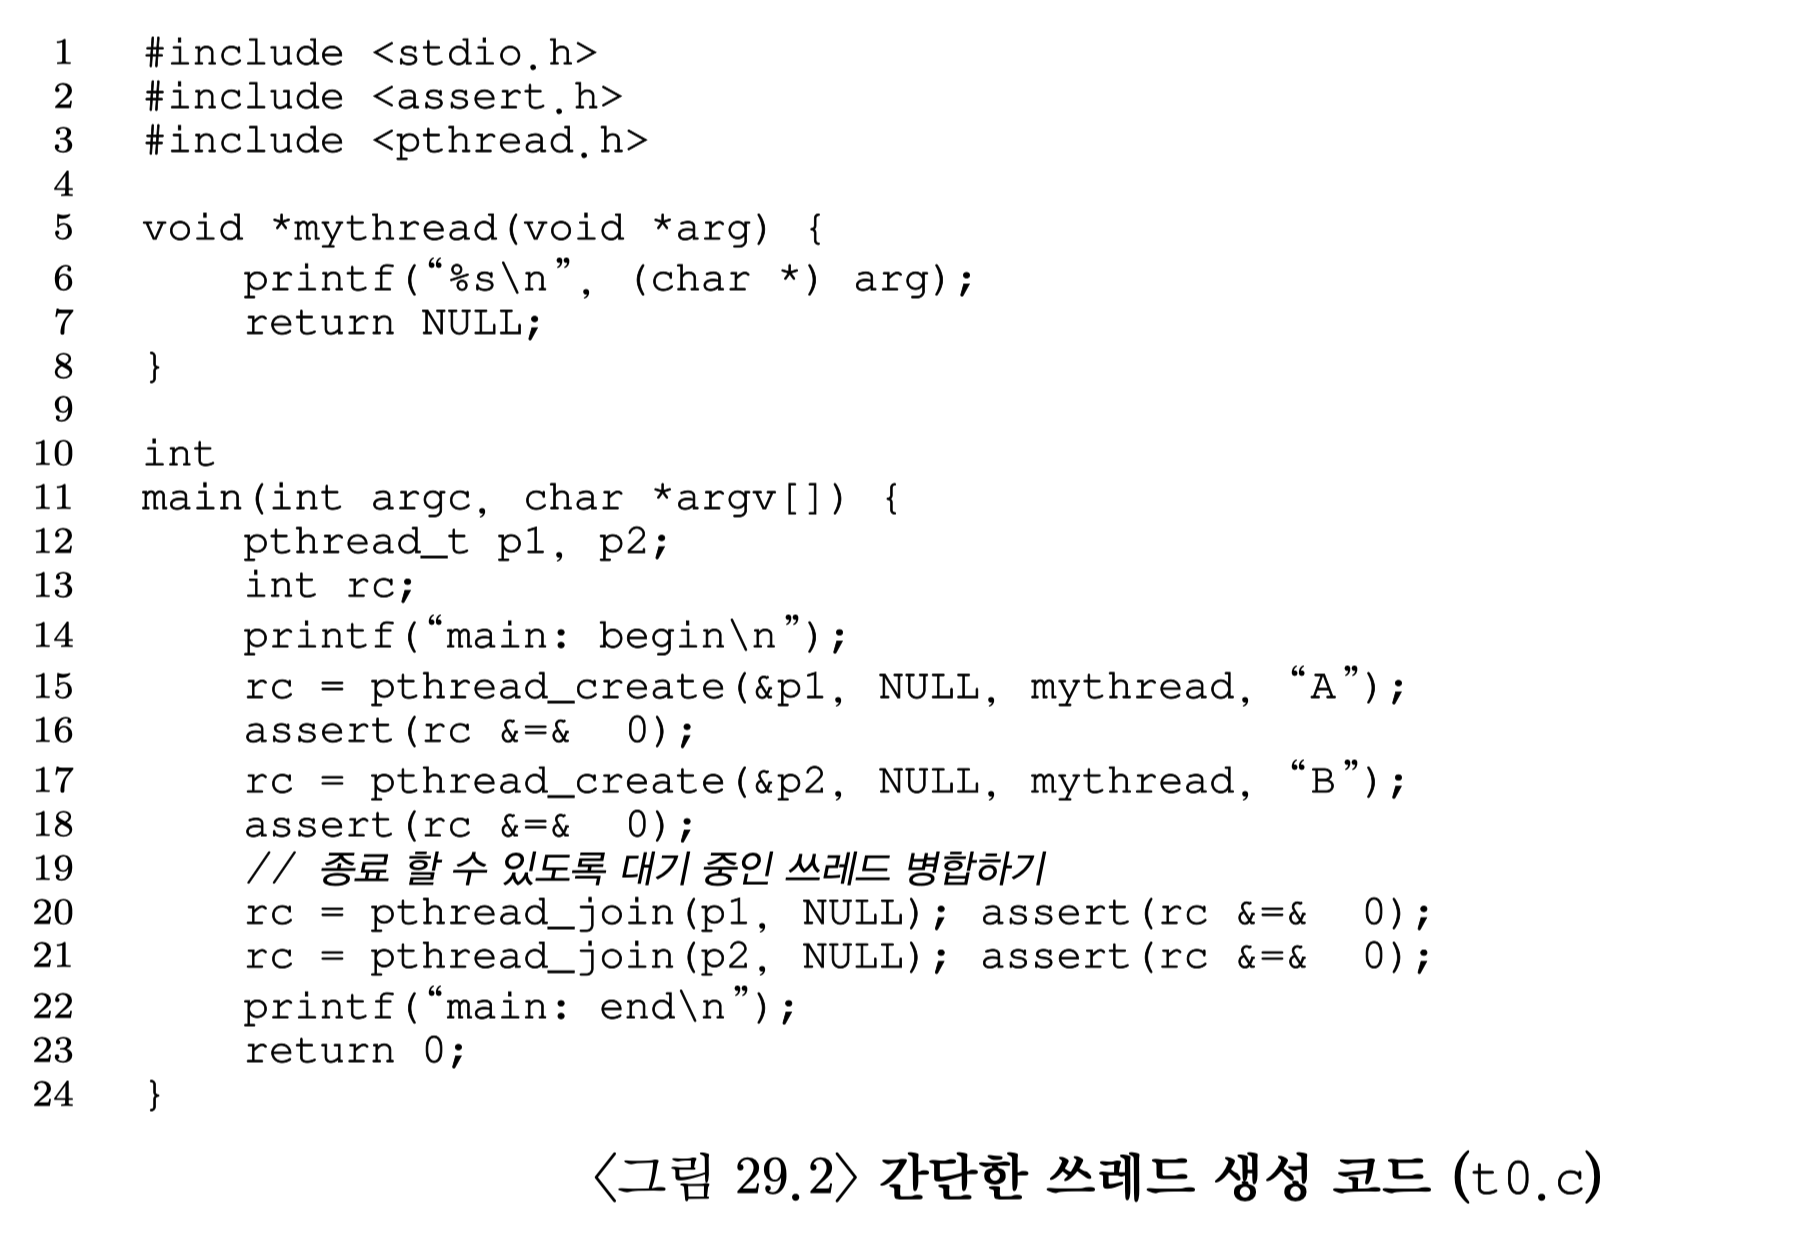 1 #include <stdio.h>
2 #include <assert.h>
3 #include <pthread.h>
4
5 void *mythread(void *arg) {
6 printf(“%s\n”, (char *) arg);
7 return NULL;
8 }
9
10 int
11 main(int argc, char *argv[]) {
12 pthread_t p1, p2;
13 int rc;
14 printf(“main: begin\n”);
15 rc = pthread_create(&p1, NULL, mythread, “A”);
16 assert(rc &=& 0);
17 rc = pthread_create(&p2, NULL, mythread, “B”);
18 assert(rc &=& 0);
19 // 종료 할 수 있도록 대기 중인 쓰레드 병합하기
20 rc = pthread_join(p1, NULL); assert(rc &=& 0);
21 rc = pthread_join(p2, NULL); assert(rc &=& 0);
22 printf(“main: end\n”);
23 return 0;
24 }
〈그림 29.2〉 간단한 쓰레드 생성 코드 (t0.c)